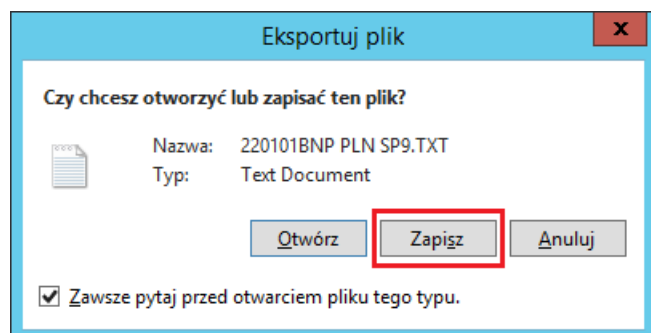 Eksportuj plik
x
Czy chcesz otworzyć lub zapisać ten plik?
Nazwa: 220101BNP PLN SP9.TXT
Typ: Text Document
Otwórz Zapisz Anuluj
Zawsze pytaj przed otwarciem pliku tego typu.